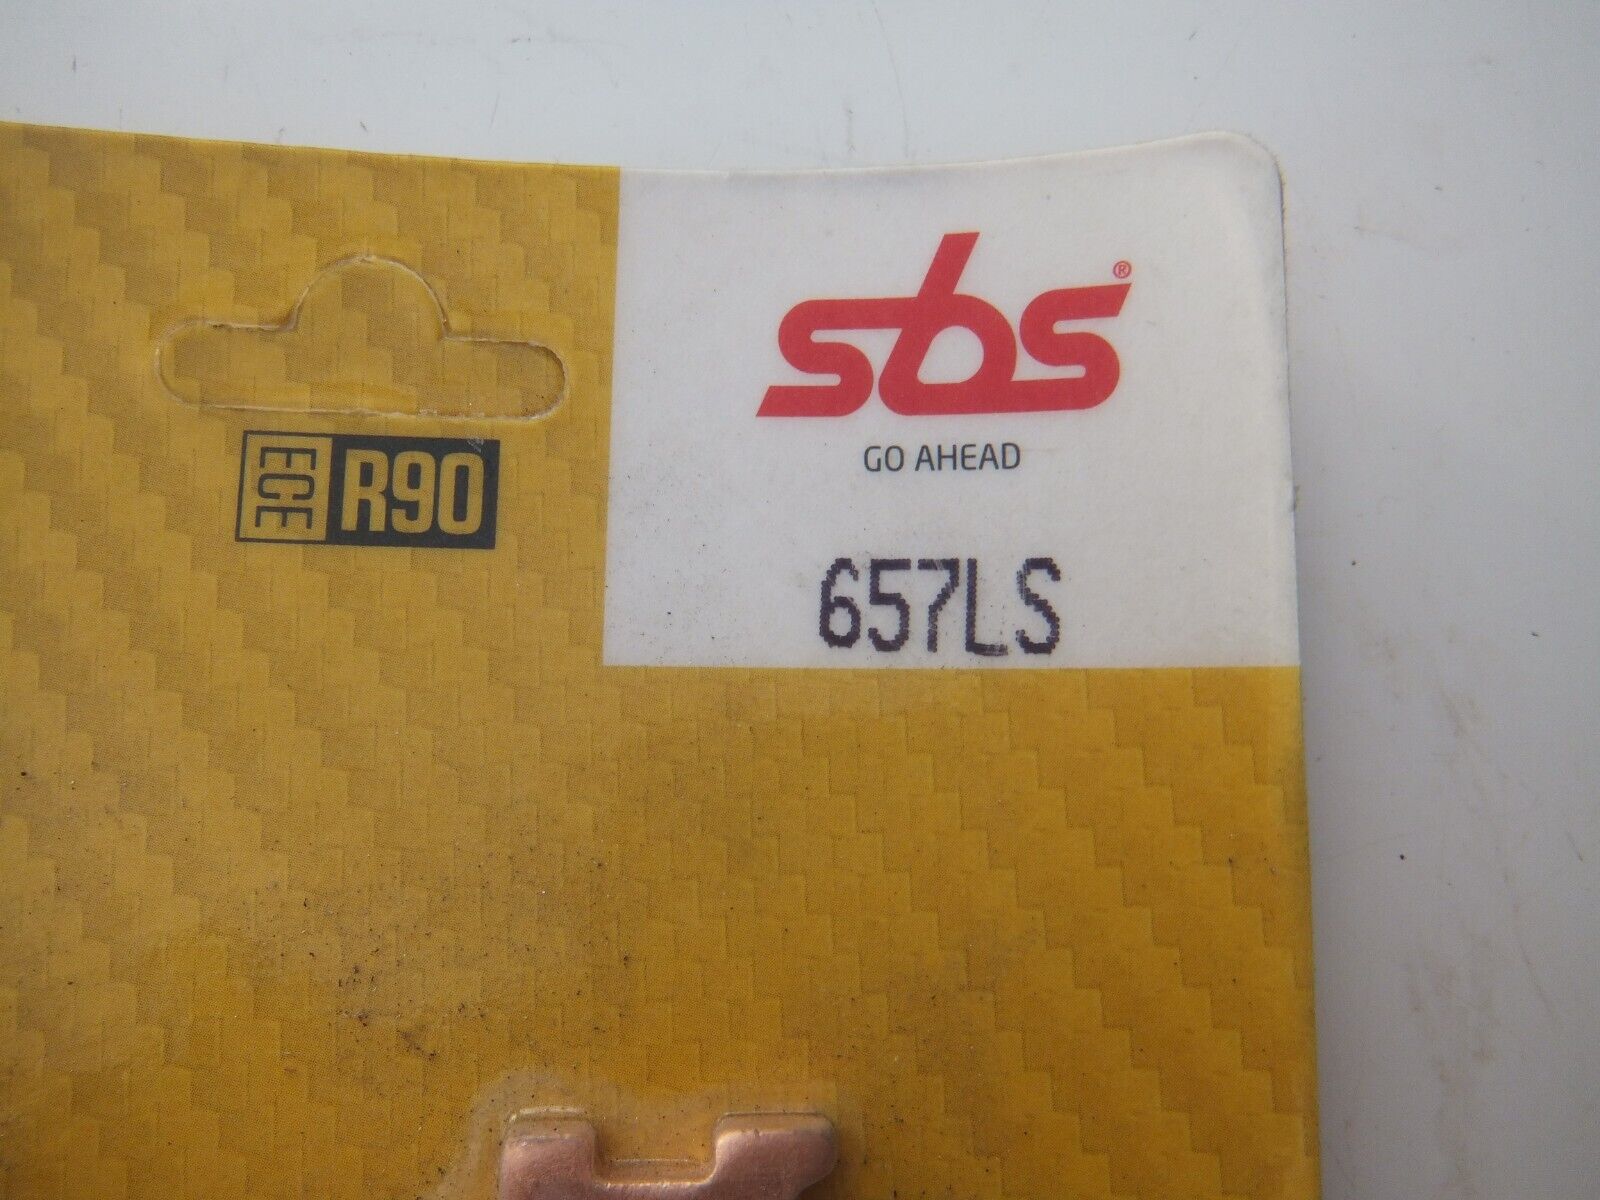 sbs®
GO AHEAD
ECE R90
657LS